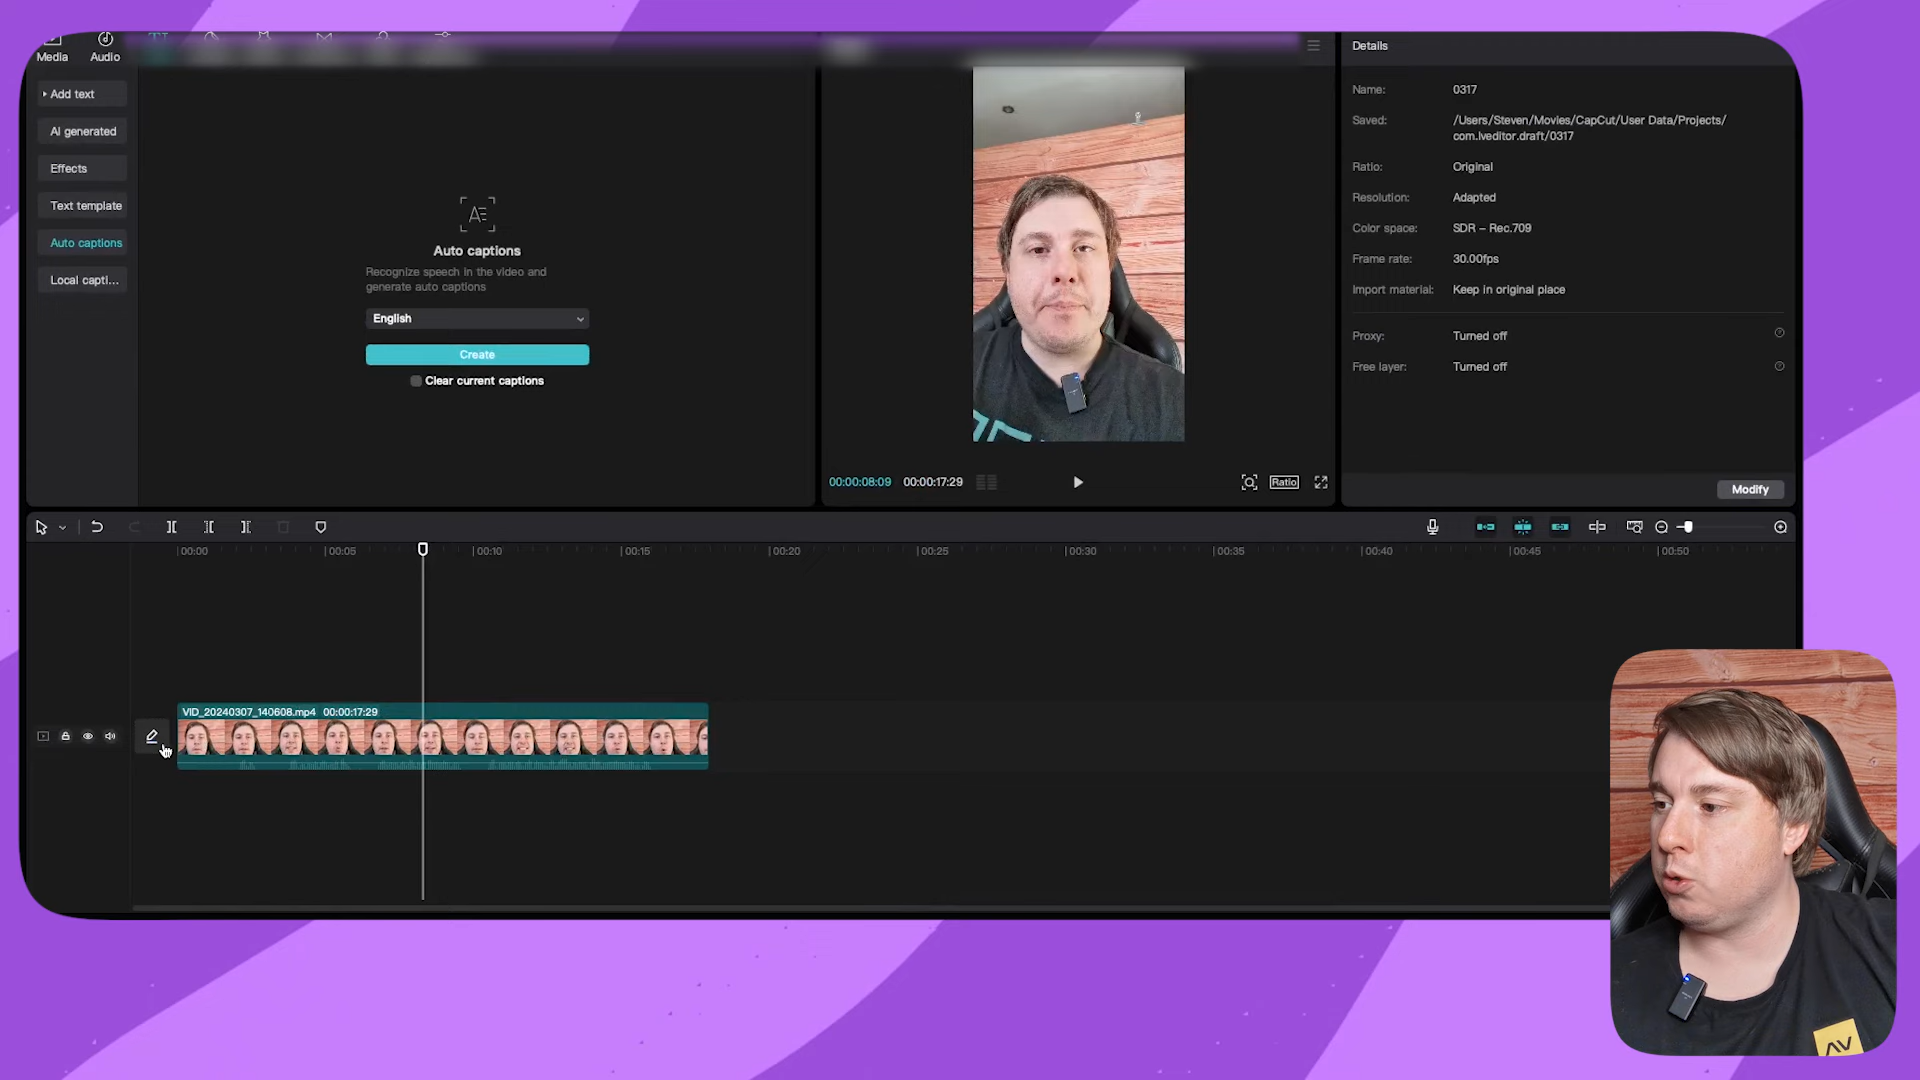 Media
Audio
Add text
AI generated
Effects
Text template
Auto captions
Local capti...
AE
Auto captions
Recognize speech in the video and
generate auto captions
English
Create
Clear current captions
00:00:08:09 00:00:17:29
Ratio
Details
Name: 0317
Saved: /Users/Steven/Movies/CapCut/User Data/Projects/
com.lveditor.draft/0317
Ratio: Original
Resolution: Adapted
Color space: SDR – Rec.709
Frame rate: 30.00fps
Import material: Keep in original place
Proxy: Turned off
Free layer: Turned off
Modify
00:00 00:05 00:10 00:15 00:20 00:25 00:30 00:35 00:40 00:45 00:50
VID_20240307_140608.mp4 00:00:17:29
AV